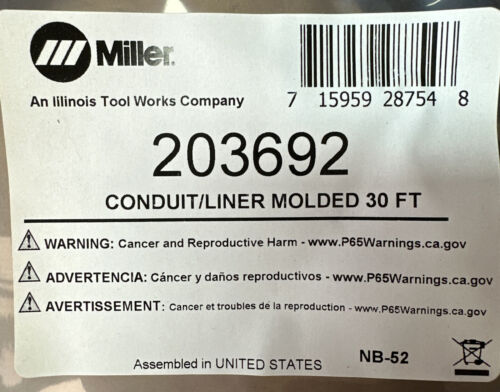 Miller.
An Illinois Tool Works Company
7 15959 28754 8
203692
CONDUIT/LINER MOLDED 30 FT
WARNING: Cancer and Reproductive Harm - www.P65Warnings.ca.gov
ADVERTENCIA: Cáncer y daños reproductivos - www.P65Warnings.ca.gov
AVERTISSEMENT: Cancer et troubles de la reproduction - www.P65Warnings.ca.gov
Assembled in UNITED STATES NB-52